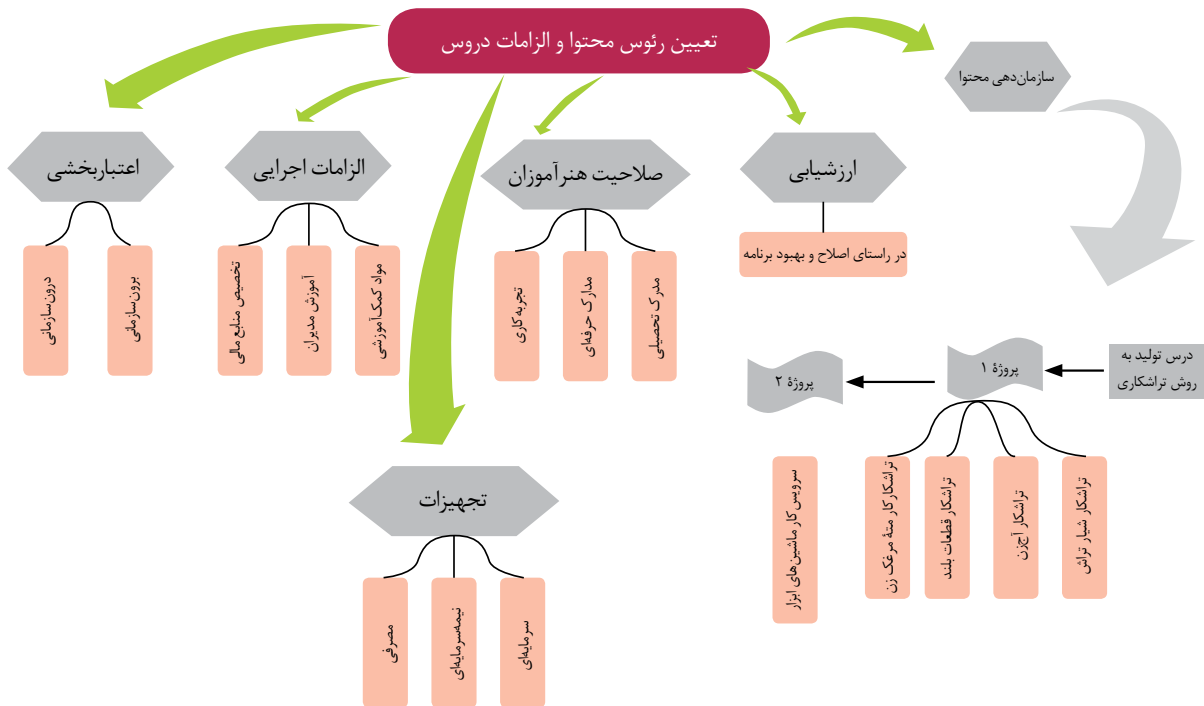 تعیین رئوس محتوا و الزامات دروس
سازمان‌دهی محتوا
ارزشیابی
در راستای اصلاح و بهبود برنامه
صلاحیت هنرآموزان
مدرک تحصیلی
مدارک حرفه‌ای
تجربه کاری
الزامات اجرایی
مواد کمک‌آموزشی
آموزش مدیران
تخصیص منابع مالی
اعتباربخشی
برون‌سازمانی
درون‌سازمانی
درس تولید به
روش تراشکاری
پروژهٔ ۱
پروژهٔ ۲
تراشکار شیار تراش
تراشکار آج‌زن
تراشکار قطعات بلند
تراشکار کار متهٔ مرغک زن
سرویس کار ماشین‌های ابزار
تجهیزات
سرمایه‌ای
نیمه‌سرمایه‌ای
مصرفی